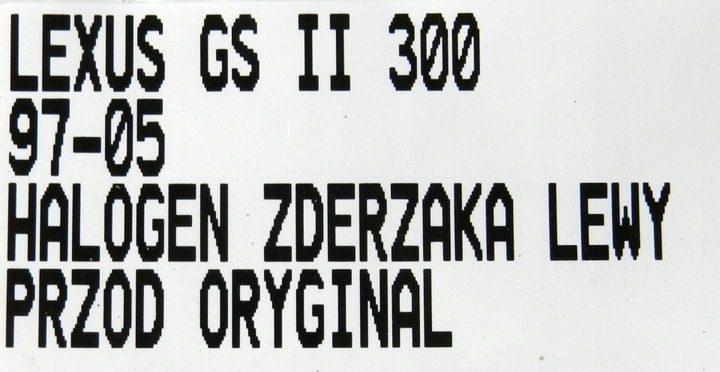 LEXUS GS II 300
97-05
HALOGEN ZDERZAKA LEWY
PRZOD ORYGINAL